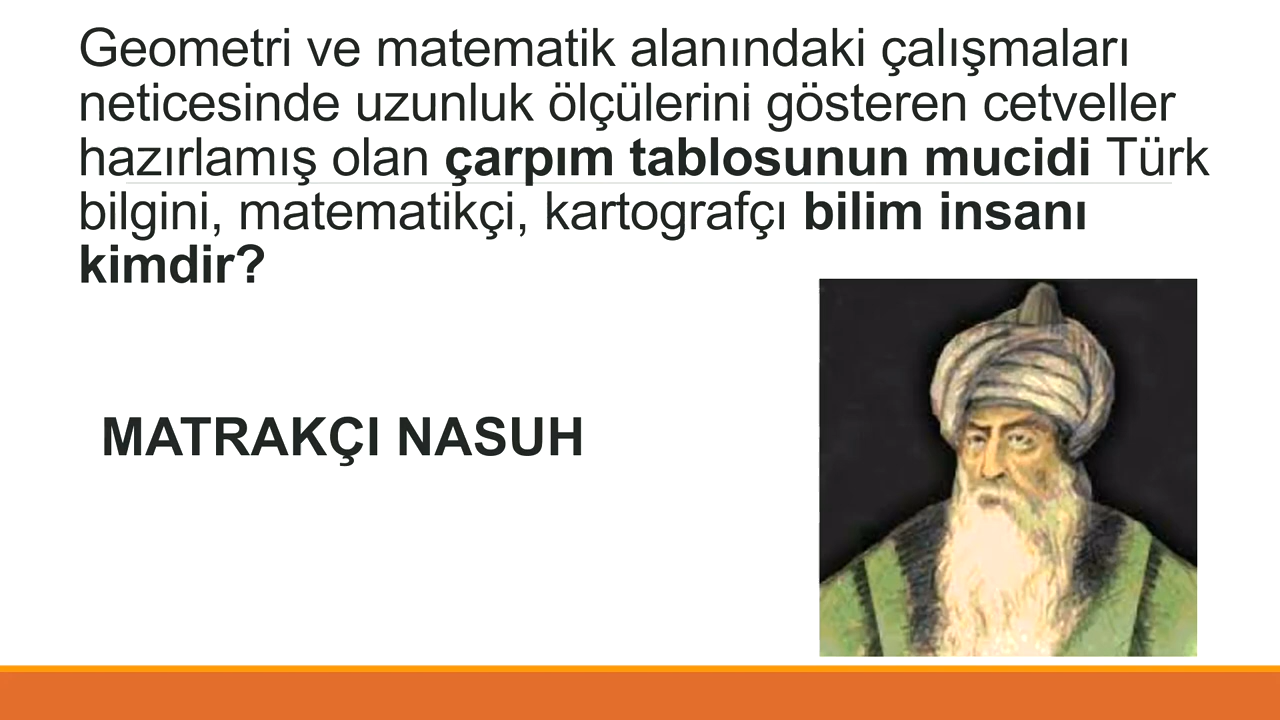 Geometri ve matematik alanındaki çalışmaları
neticesinde uzunluk ölçülerini gösteren cetveller
hazırlamış olan çarpım tablosunun mucidi Türk
bilgini, matematikçi, kartografçı bilim insanı
kimdir?
MATRAKÇI NASUH